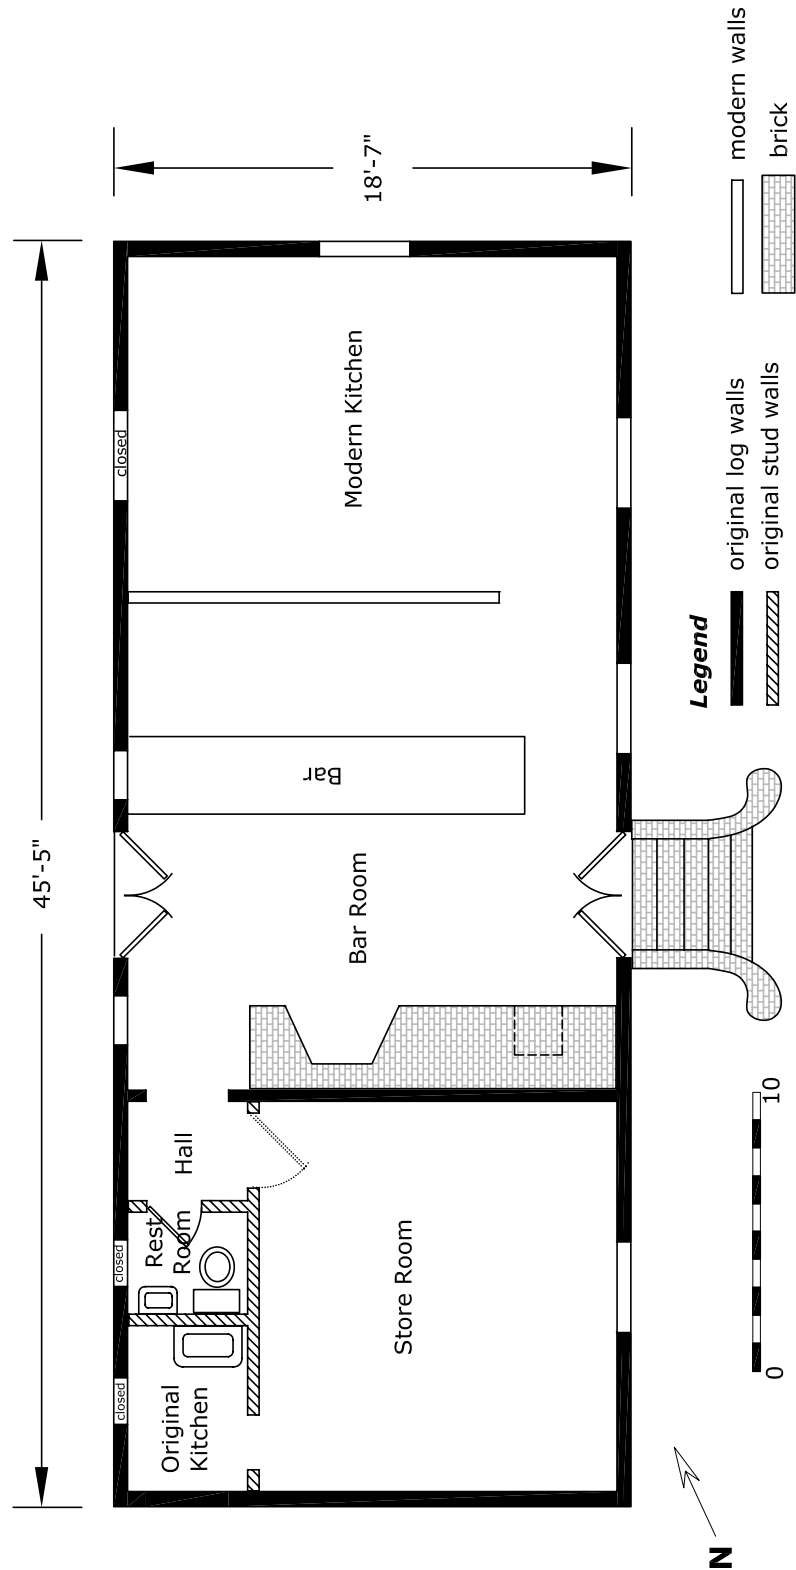 45'-5"
18'-7"
closed
closed
closed
Original
Kitchen
Rest
Room
Hall
Store Room
Bar Room
Bar
Modern Kitchen
N
0
10
Legend
original log walls
original stud walls
modern walls
brick